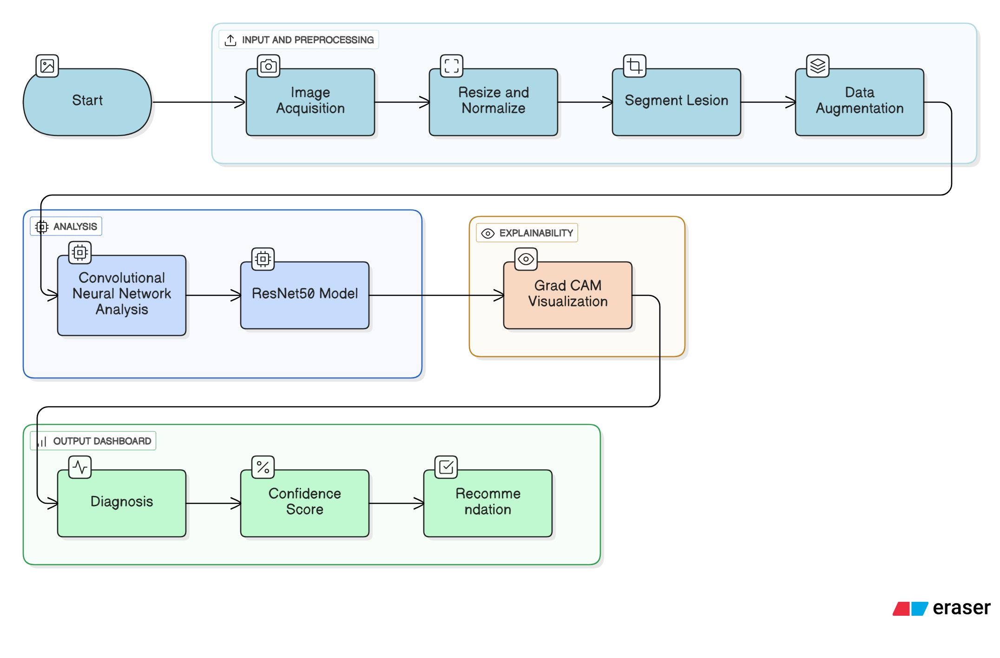 INPUT AND PREPROCESSING
Start
Image
Acquisition
Resize and
Normalize
Segment Lesion
Data
Augmentation
ANALYSIS
Convolutional
Neural Network
Analysis
ResNet50 Model
EXPLAINABILITY
Grad CAM
Visualization
OUTPUT DASHBOARD
Diagnosis
Confidence
Score
Recomme
ndation
eraser